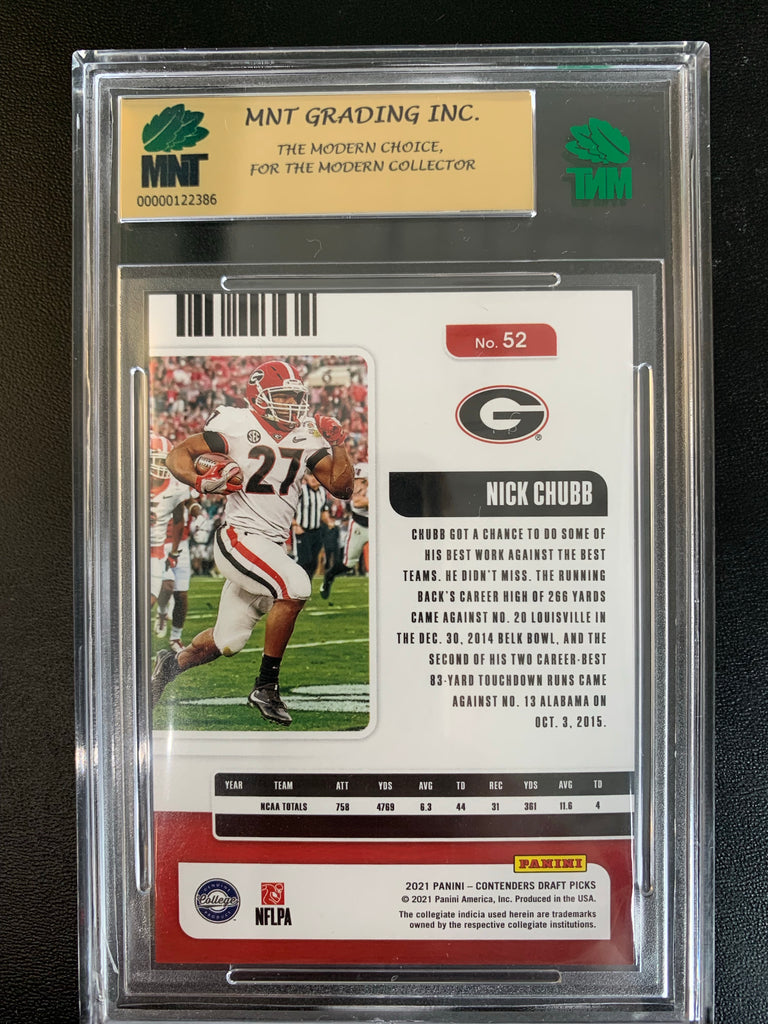 MNT GRADING INC.
THE MODERN CHOICE,
FOR THE MODERN COLLECTOR
MNT
00000122386
MNT
No. 52
G
27
SEC
NICK CHUBB
CHUBB GOT A CHANCE TO DO SOME OF
HIS BEST WORK AGAINST THE BEST
TEAMS. HE DIDN'T MISS. THE RUNNING
BACK'S CAREER HIGH OF 266 YARDS
CAME AGAINST NO. 20 LOUISVILLE IN
THE DEC. 30, 2014 BELK BOWL, AND THE
SECOND OF HIS TWO CAREER-BEST
83-YARD TOUCHDOWN RUNS CAME
AGAINST NO. 13 ALABAMA ON
OCT. 3, 2015.
YEAR TEAM ATT YDS AVG TD REC YDS AVG TD
NCAA TOTALS 758 4769 6.3 44 31 361 11.6 4
PANINI
2021 PANINI – CONTENDERS DRAFT PICKS
© 2021 Panini America, Inc. Produced in the USA.
The collegiate indicia used herein are trademarks
owned by the respective collegiate institutions.
GENUINE
College
PRODUCT
NFLPA